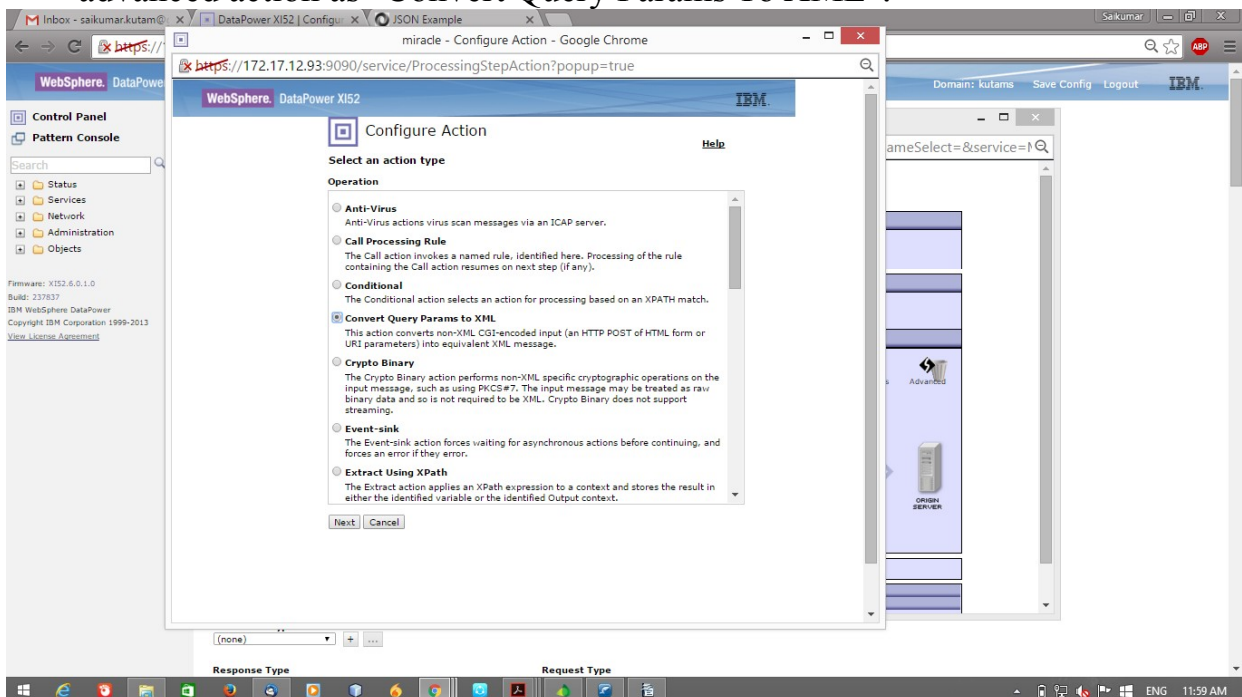 advanced action as "Convert Query Params To XML".
Inbox - saikumar.kutam@
DataPower XI52 | Configur
JSON Example
Saikumar
https://
miracle - Configure Action - Google Chrome
https://172.17.12.93:9090/service/ProcessingStepAction?popup=true
ABP
WebSphere. DataPowe
Domain: kutams Save Config Logout IBM.
WebSphere. DataPower XI52
IBM.
Control Panel
Pattern Console
Search
Status
Services
Network
Administration
Objects
Firmware: XI52.6.0.1.0
Build: 237837
IBM WebSphere DataPower
Copyright IBM Corporation 1999-2013
View License Agreement
Configure Action
Help
Select an action type
Operation
Anti-Virus
Anti-Virus actions virus scan messages via an ICAP server.
Call Processing Rule
The Call action invokes a named rule, identified here. Processing of the rule
containing the Call action resumes on next step (if any).
Conditional
The Conditional action selects an action for processing based on an XPATH match.
Convert Query Params to XML
This action converts non-XML CGI-encoded input (an HTTP POST of HTML form or
URI parameters) into equivalent XML message.
Crypto Binary
The Crypto Binary action performs non-XML specific cryptographic operations on the
input message, such as using PKCS#7. The input message may be treated as raw
binary data and so is not required to be XML. Crypto Binary does not support
streaming.
Event-sink
The Event-sink action forces waiting for asynchronous actions before continuing, and
forces an error if they error.
Extract Using XPath
The Extract action applies an XPath expression to a context and stores the result in
either the identified variable or the identified Output context.
Next Cancel
ameSelect=&service=M
s Advanced
ORIGIN
SERVER
(none) + ...
Response Type
Request Type
ENG 11:59 AM